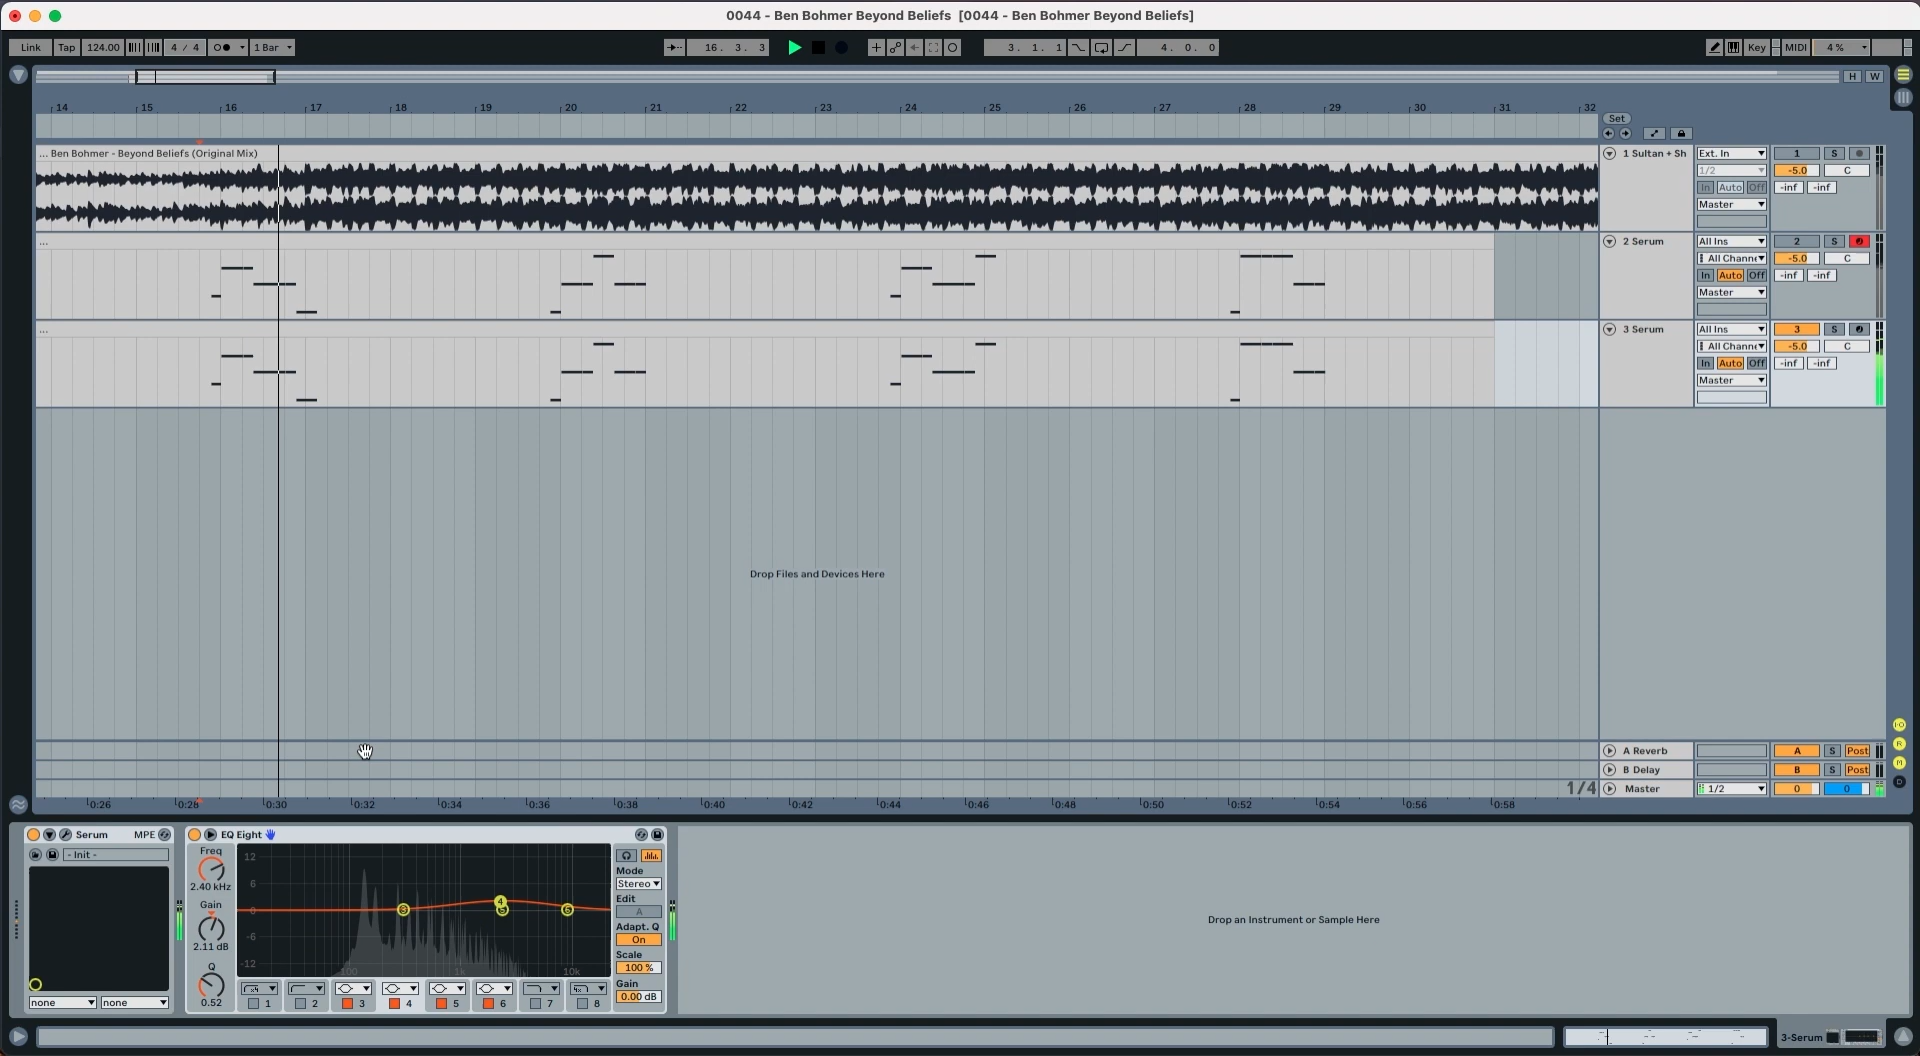 0044 - Ben Bohmer Beyond Beliefs [0044 - Ben Bohmer Beyond Beliefs]
Link Tap 124.00 4 / 4 1 Bar 16. 3. 3 3. 1. 1 4. 0. 0 Key MIDI 4 %
H W
14 15 16 17 18 19 20 21 22 23 24 25 26 27 28 29 30 31 32
Set
... Ben Bohmer - Beyond Beliefs (Original Mix) 1 Sultan + Sh Ext. In 1 S
1/2 -5.0 C
In Auto Off -inf -inf
Master
... 2 Serum All Ins 2 S
All Channe -5.0 C
In Auto Off -inf -inf
Master
... 3 Serum All Ins 3 S
All Channe -5.0 C
In Auto Off -inf -inf
Master
Drop Files and Devices Here
A Reverb A S Post
B Delay B S Post
1/4 Master 1/2 0 0
0:26 0:28 0:30 0:32 0:34 0:36 0:38 0:40 0:42 0:44 0:46 0:48 0:50 0:52 0:54 0:56 0:58
I·O
R
M
D
Serum MPE EQ Eight
- Init -
Freq
2.40 kHz
Gain
2.11 dB
Q
0.52
12
6
0
-6
-12
100 1k 10k
3 4 5 6
Mode
Stereo
Edit
A
Adapt. Q
On
Scale
100 %
Gain
0.00 dB
none none
1 2 3 4 5 6 7 8
Drop an Instrument or Sample Here
3-Serum